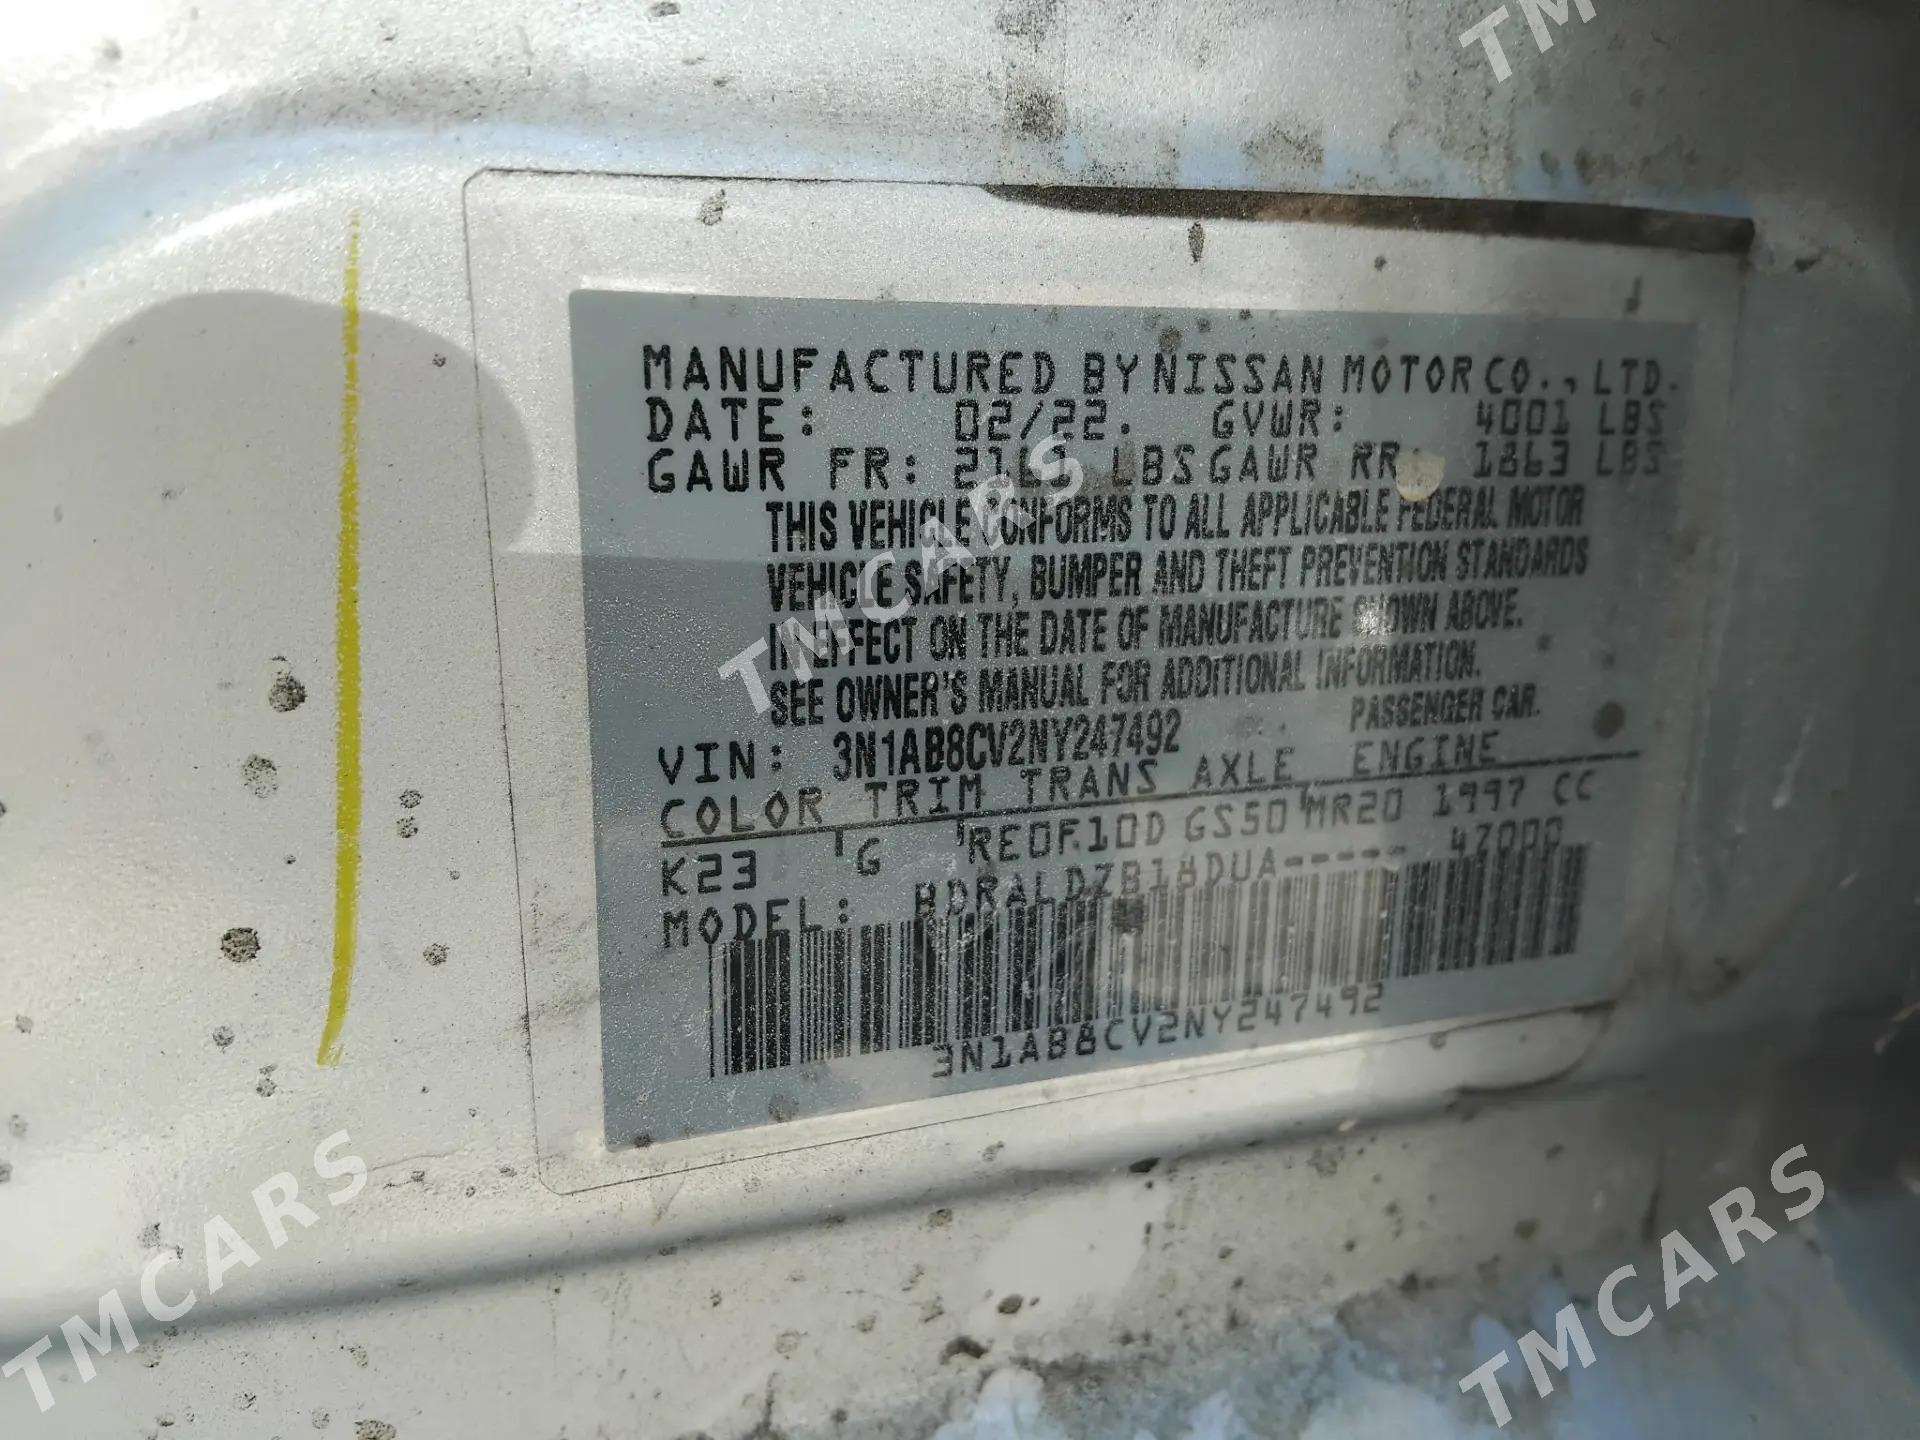 MANUFACTURED BY NISSAN MOTOR CO., LTD.
DATE: 02/22. GVWR: 4001 LBS
GAWR FR: 2161 LBS GAWR RR: 1863 LBS
THIS VEHICLE CONFORMS TO ALL APPLICABLE FEDERAL MOTOR
VEHICLE SAFETY, BUMPER AND THEFT PREVENTION STANDARDS
IN EFFECT ON THE DATE OF MANUFACTURE SHOWN ABOVE.
SEE OWNER'S MANUAL FOR ADDITIONAL INFORMATION.
VIN: 3N1AB8CV2NY247492 PASSENGER CAR.
COLOR TRIM TRANS AXLE ENGINE
K23 G RE0F10D GS50 MR20 1997 CC
MODEL: BDRALDZB18DUA----- 47000
3N1AB8CV2NY247492
TMCARS
TMCARS
TMCARS